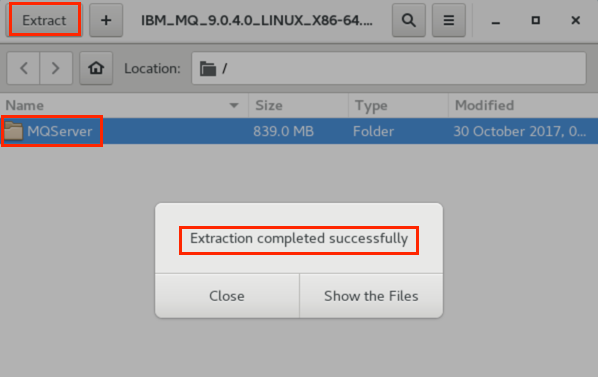 Extract + IBM_MQ_9.0.4.0_LINUX_X86-64....
Location: /
Name Size Type Modified
MQServer 839.0 MB Folder 30 October 2017, 0...
Extraction completed successfully
Close Show the Files